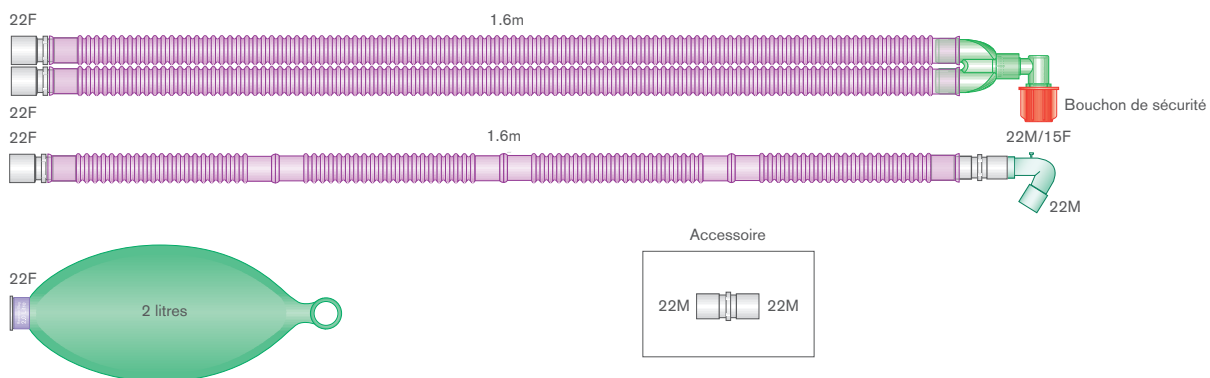 22F
1.6m
Bouchon de sécurité
22F
22F
1.6m
22M/15F
22M
Accessoire
22F
2 litres
22M
22M